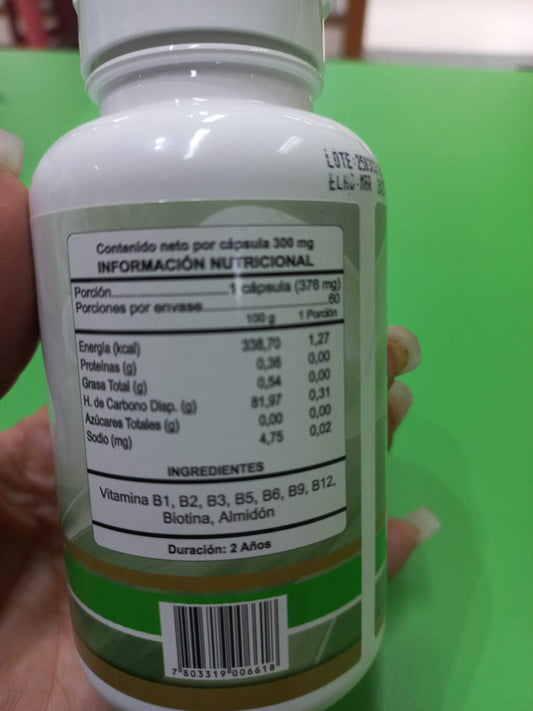 LOTE:
ELAB-MAR
Contenido neto por cápsula 300 mg
INFORMACIÓN NUTRICIONAL
Porción............................1 cápsula (376 mg)
Porciones por envase............................60
100 g 1 Porción
Energía (kcal) 338,70 1,27
Proteínas (g) 0,36 0,00
Grasa Total (g) 0,54 0,00
H. de Carbono Disp. (g) 81,97 0,31
Azúcares Totales (g) 0,00 0,00
Sodio (mg) 4,75 0,02
INGREDIENTES
Vitamina B1, B2, B3, B5, B6, B9, B12,
Biotina, Almidón
Duración: 2 Años
7 803319 006618